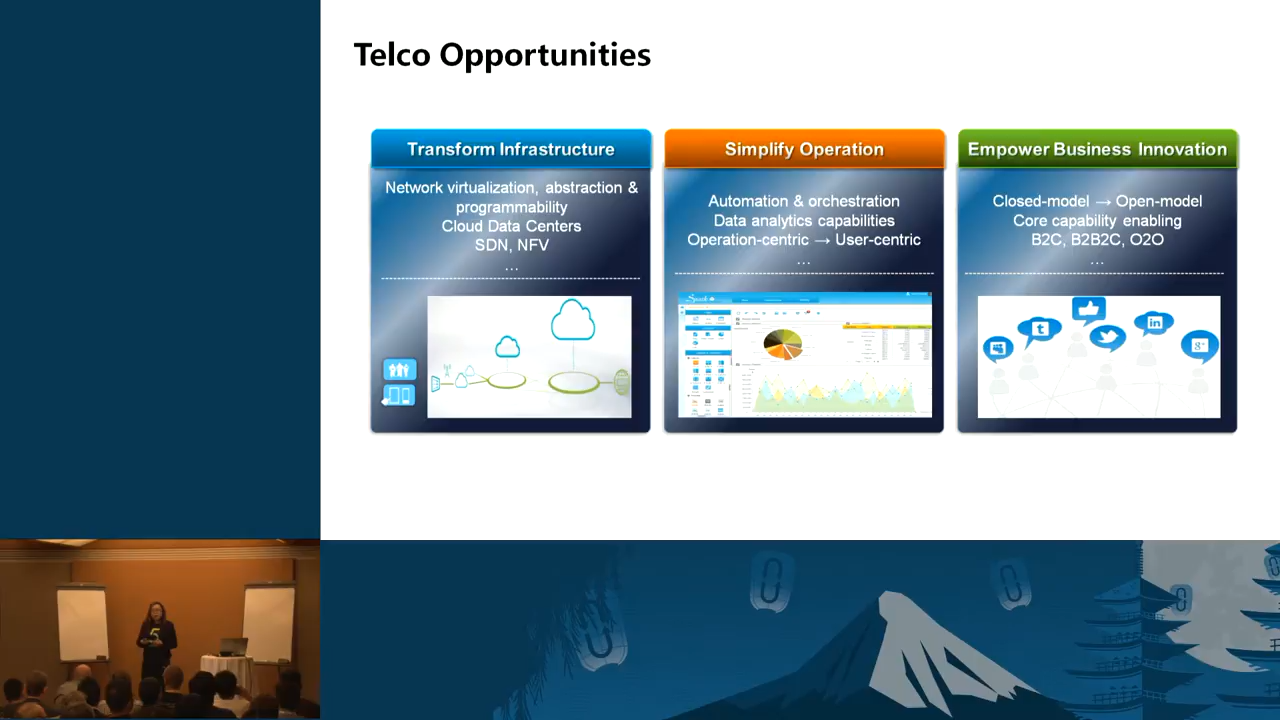 Telco Opportunities
Transform Infrastructure
Network virtualization, abstraction &
programmability
Cloud Data Centers
SDN, NFV
...
Simplify Operation
Automation & orchestration
Data analytics capabilities
Operation-centric → User-centric
...
Empower Business Innovation
Closed-model → Open-model
Core capability enabling
B2C, B2B2C, O2O
...